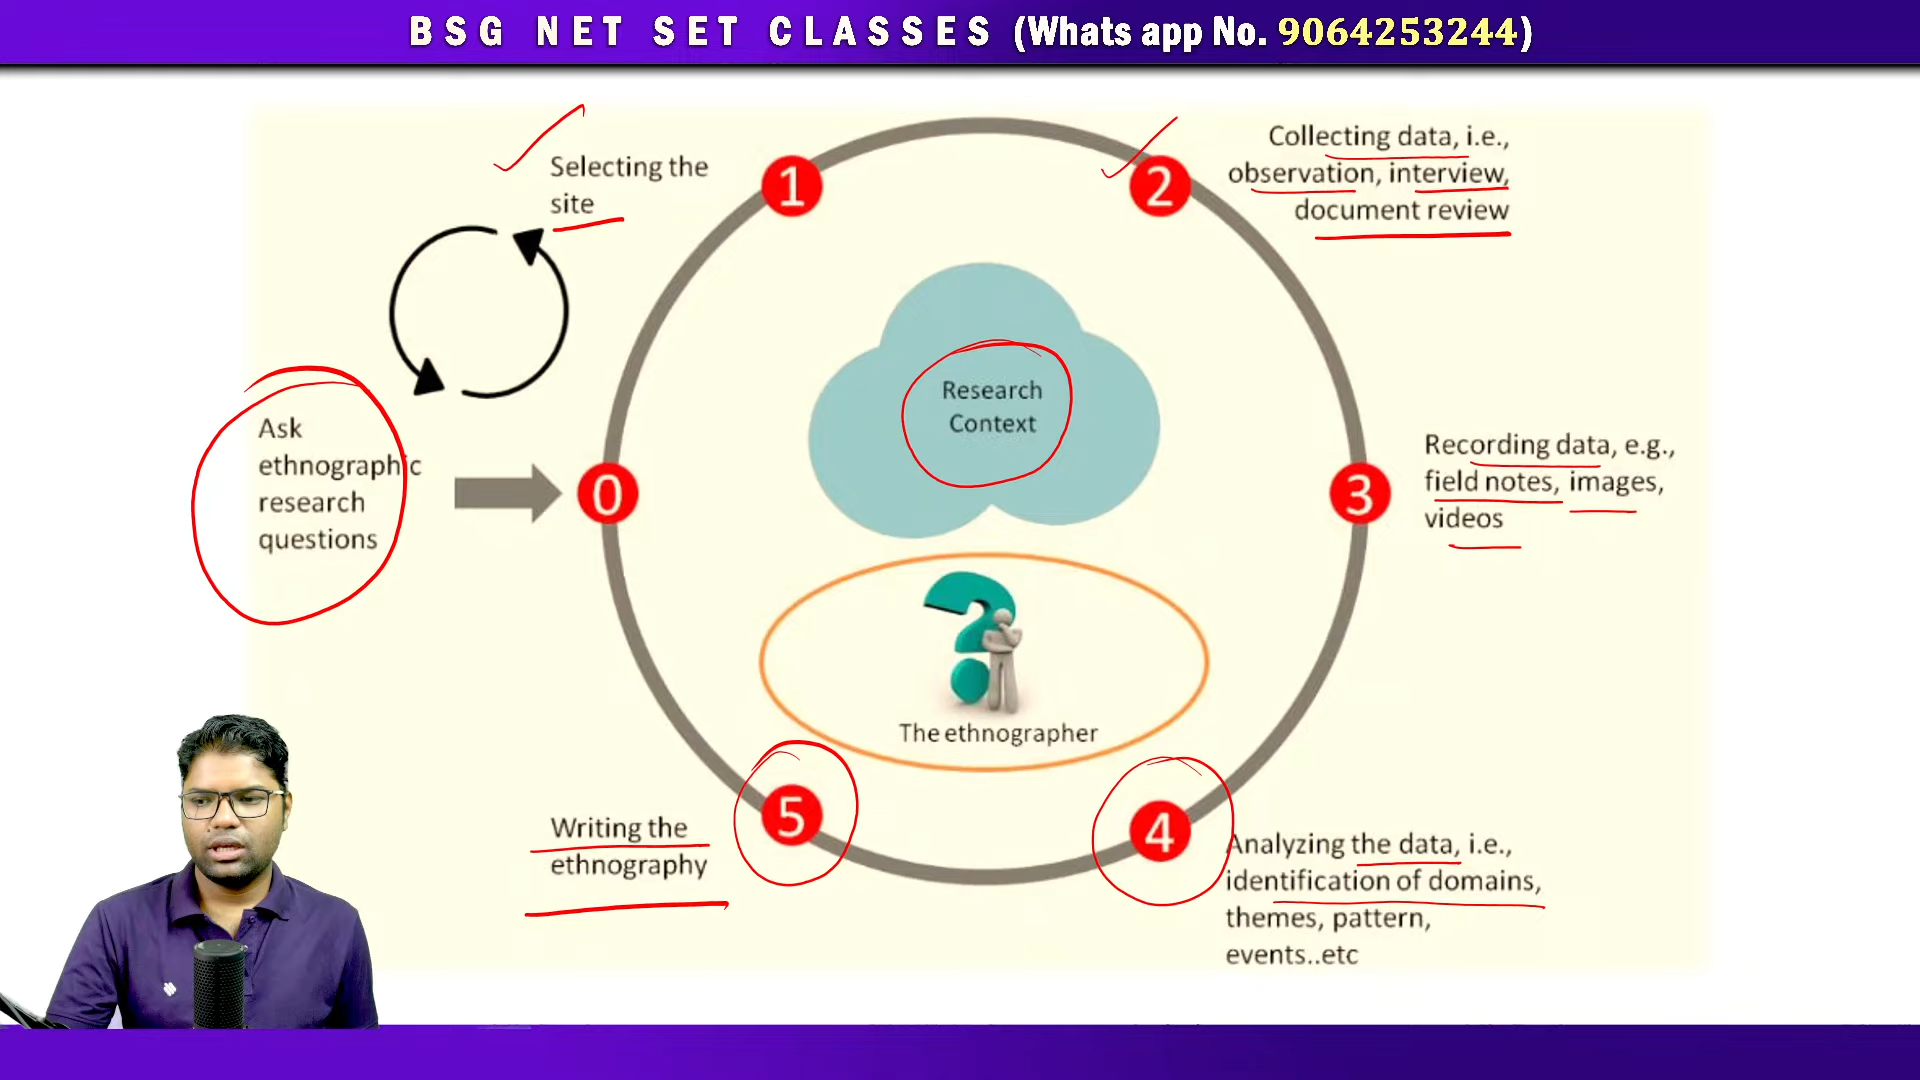 BSG NET SET CLASSES (Whats app No. 9064253244)
Selecting the
site
1
2
Collecting data, i.e.,
observation, interview,
document review
Research
Context
Ask
ethnographic
research
questions
0
3
Recording data, e.g.,
field notes, images,
videos
?
The ethnographer
5
4
Writing the
ethnography
Analyzing the data, i.e.,
identification of domains,
themes, pattern,
events..etc